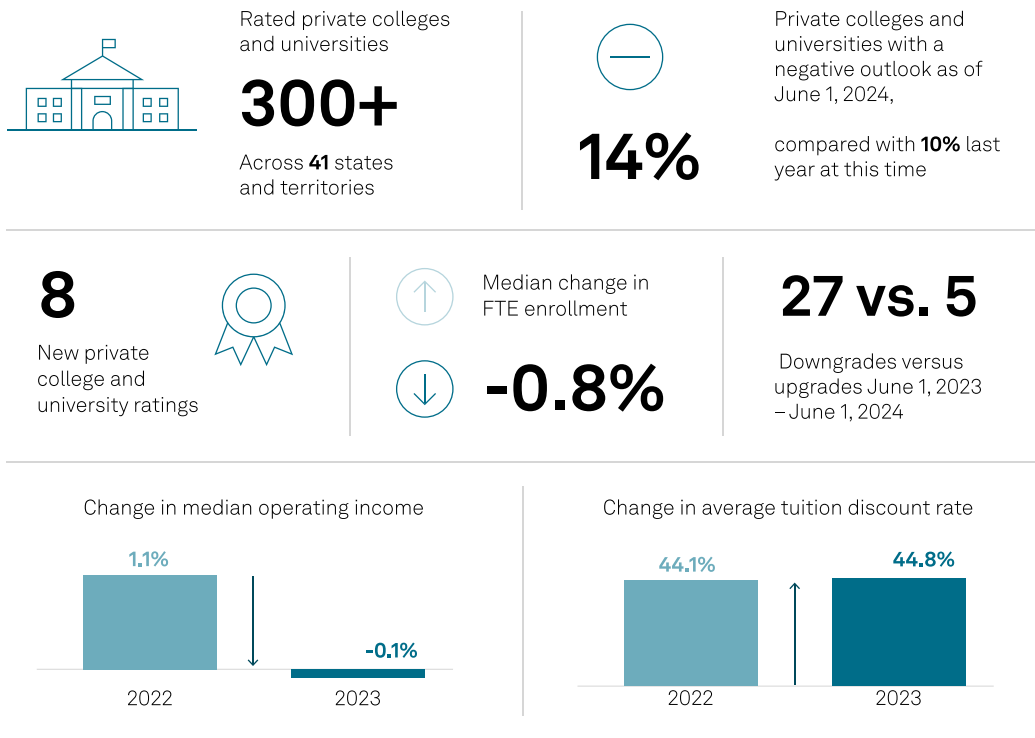 Rated private colleges
and universities
300+
Across 41 states
and territories
14%
Private colleges and
universities with a
negative outlook as of
June 1, 2024,
compared with 10% last
year at this time
8
New private
college and
university ratings
Median change in
FTE enrollment
-0.8%
27 vs. 5
Downgrades versus
upgrades June 1, 2023
– June 1, 2024
Change in median operating income
1.1%
-0.1%
2022
2023
Change in average tuition discount rate
44.1%
44.8%
2022
2023